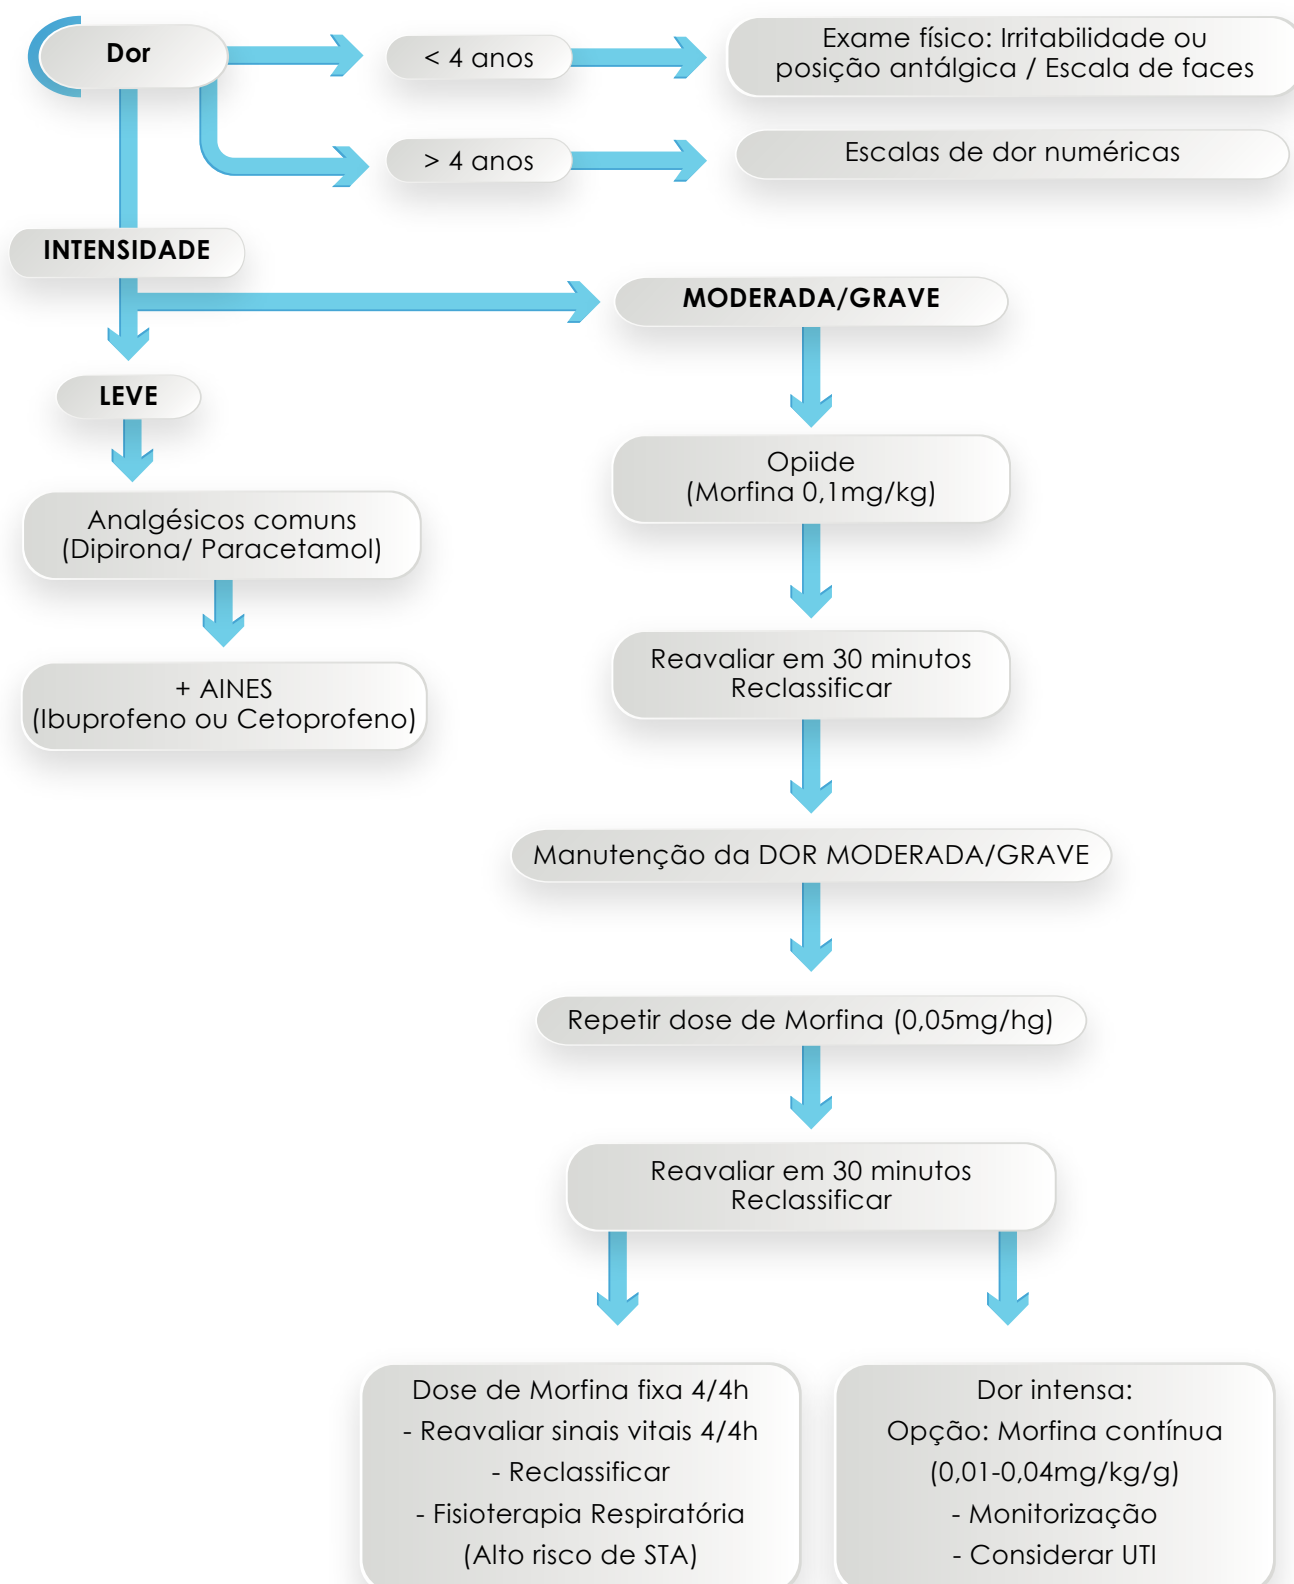 Dor
< 4 anos
Exame físico: Irritabilidade ou
posição antálgica / Escala de faces
> 4 anos
Escalas de dor numéricas
INTENSIDADE
MODERADA/GRAVE
LEVE
Opiide
(Morfina 0,1mg/kg)
Analgésicos comuns
(Dipirona/ Paracetamol)
Reavaliar em 30 minutos
Reclassificar
+ AINES
(Ibuprofeno ou Cetoprofeno)
Manutenção da DOR MODERADA/GRAVE
Repetir dose de Morfina (0,05mg/hg)
Reavaliar em 30 minutos
Reclassificar
Dose de Morfina fixa 4/4h
- Reavaliar sinais vitais 4/4h
- Reclassificar
- Fisioterapia Respiratória
(Alto risco de STA)
Dor intensa:
Opção: Morfina contínua
(0,01-0,04mg/kg/g)
- Monitorização
- Considerar UTI